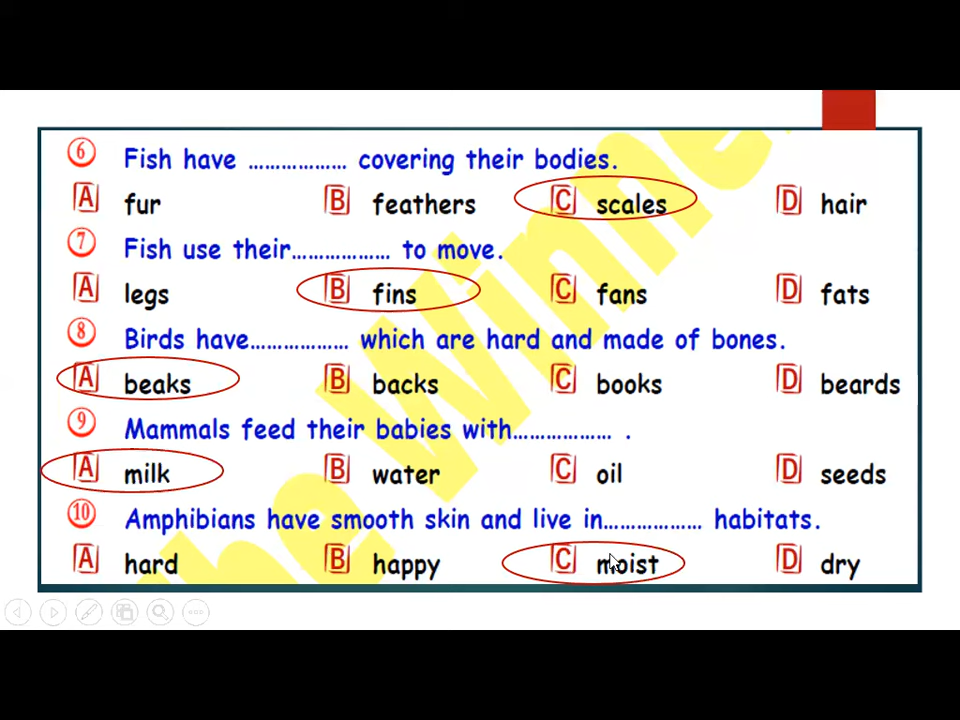 6 Fish have .................. covering their bodies.
A fur B feathers C scales D hair
7 Fish use their.................. to move.
A legs B fins C fans D fats
8 Birds have.................. which are hard and made of bones.
A beaks B backs C books D beards
9 Mammals feed their babies with.................. .
A milk B water C oil D seeds
10 Amphibians have smooth skin and live in.................. habitats.
A hard B happy C moist D dry
The Winner